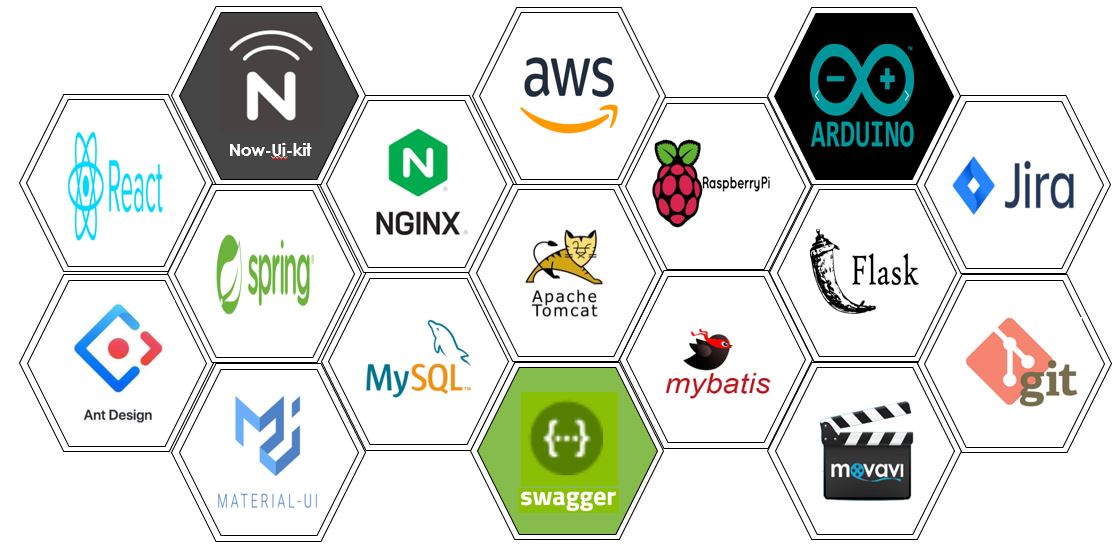 N
Now-Ui-kit
aws
ARDUINO
React
N
NGINX
RaspberryPi
Jira
spring
Apache
Tomcat
Flask
Ant Design
MySQL
mybatis
git
MATERIAL-UI
{···}
swagger
movavi